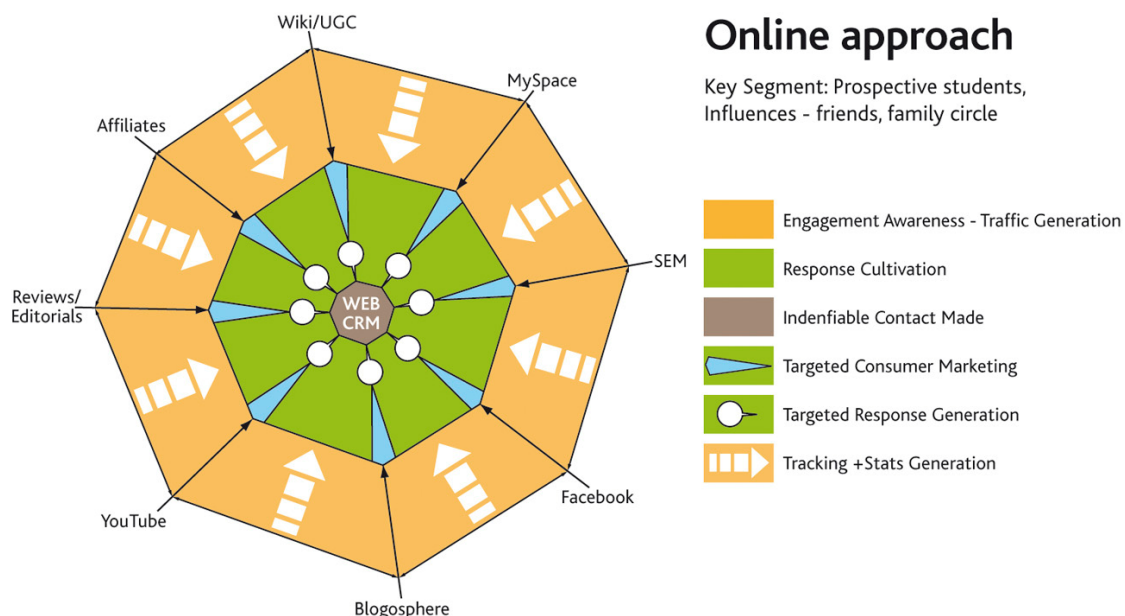 Wiki/UGC
MySpace
Affiliates
SEM
Reviews/
Editorials
WEB
CRM
Facebook
YouTube
Blogosphere
Online approach
Key Segment: Prospective students,
Influences - friends, family circle
Engagement Awareness - Traffic Generation
Response Cultivation
Indenfiable Contact Made
Targeted Consumer Marketing
Targeted Response Generation
Tracking +Stats Generation